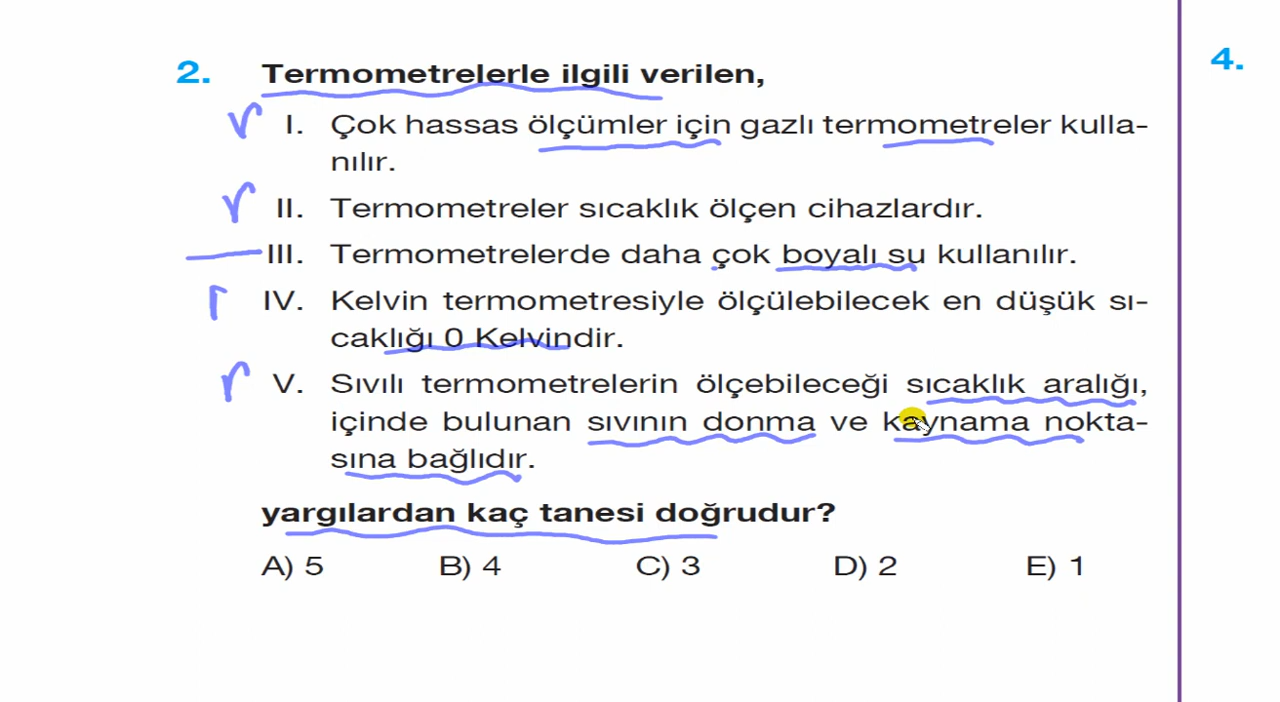 2. Termometrelerle ilgili verilen,
4.
I. Çok hassas ölçümler için gazlı termometreler kulla-
nılır.
II. Termometreler sıcaklık ölçen cihazlardır.
III. Termometrelerde daha çok boyalı su kullanılır.
IV. Kelvin termometresiyle ölçülebilecek en düşük sı-
caklığı 0 Kelvindir.
V. Sıvılı termometrelerin ölçebileceği sıcaklık aralığı,
içinde bulunan sıvının donma ve kaynama nokta-
sına bağlıdır.
yargılardan kaç tanesi doğrudur?
A) 5 B) 4 C) 3 D) 2 E) 1